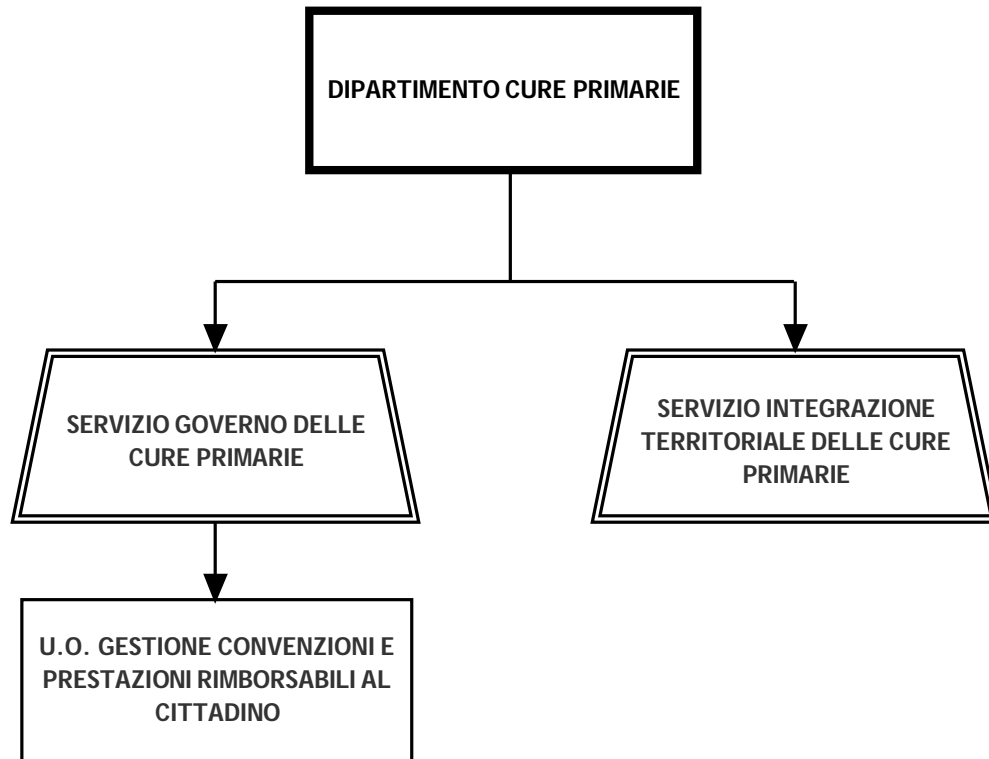 DIPARTIMENTO CURE PRIMARIE
SERVIZIO GOVERNO DELLE
CURE PRIMARIE
SERVIZIO INTEGRAZIONE
TERRITORIALE DELLE CURE
PRIMARIE
U.O. GESTIONE CONVENZIONI E
PRESTAZIONI RIMBORSABILI AL
CITTADINO